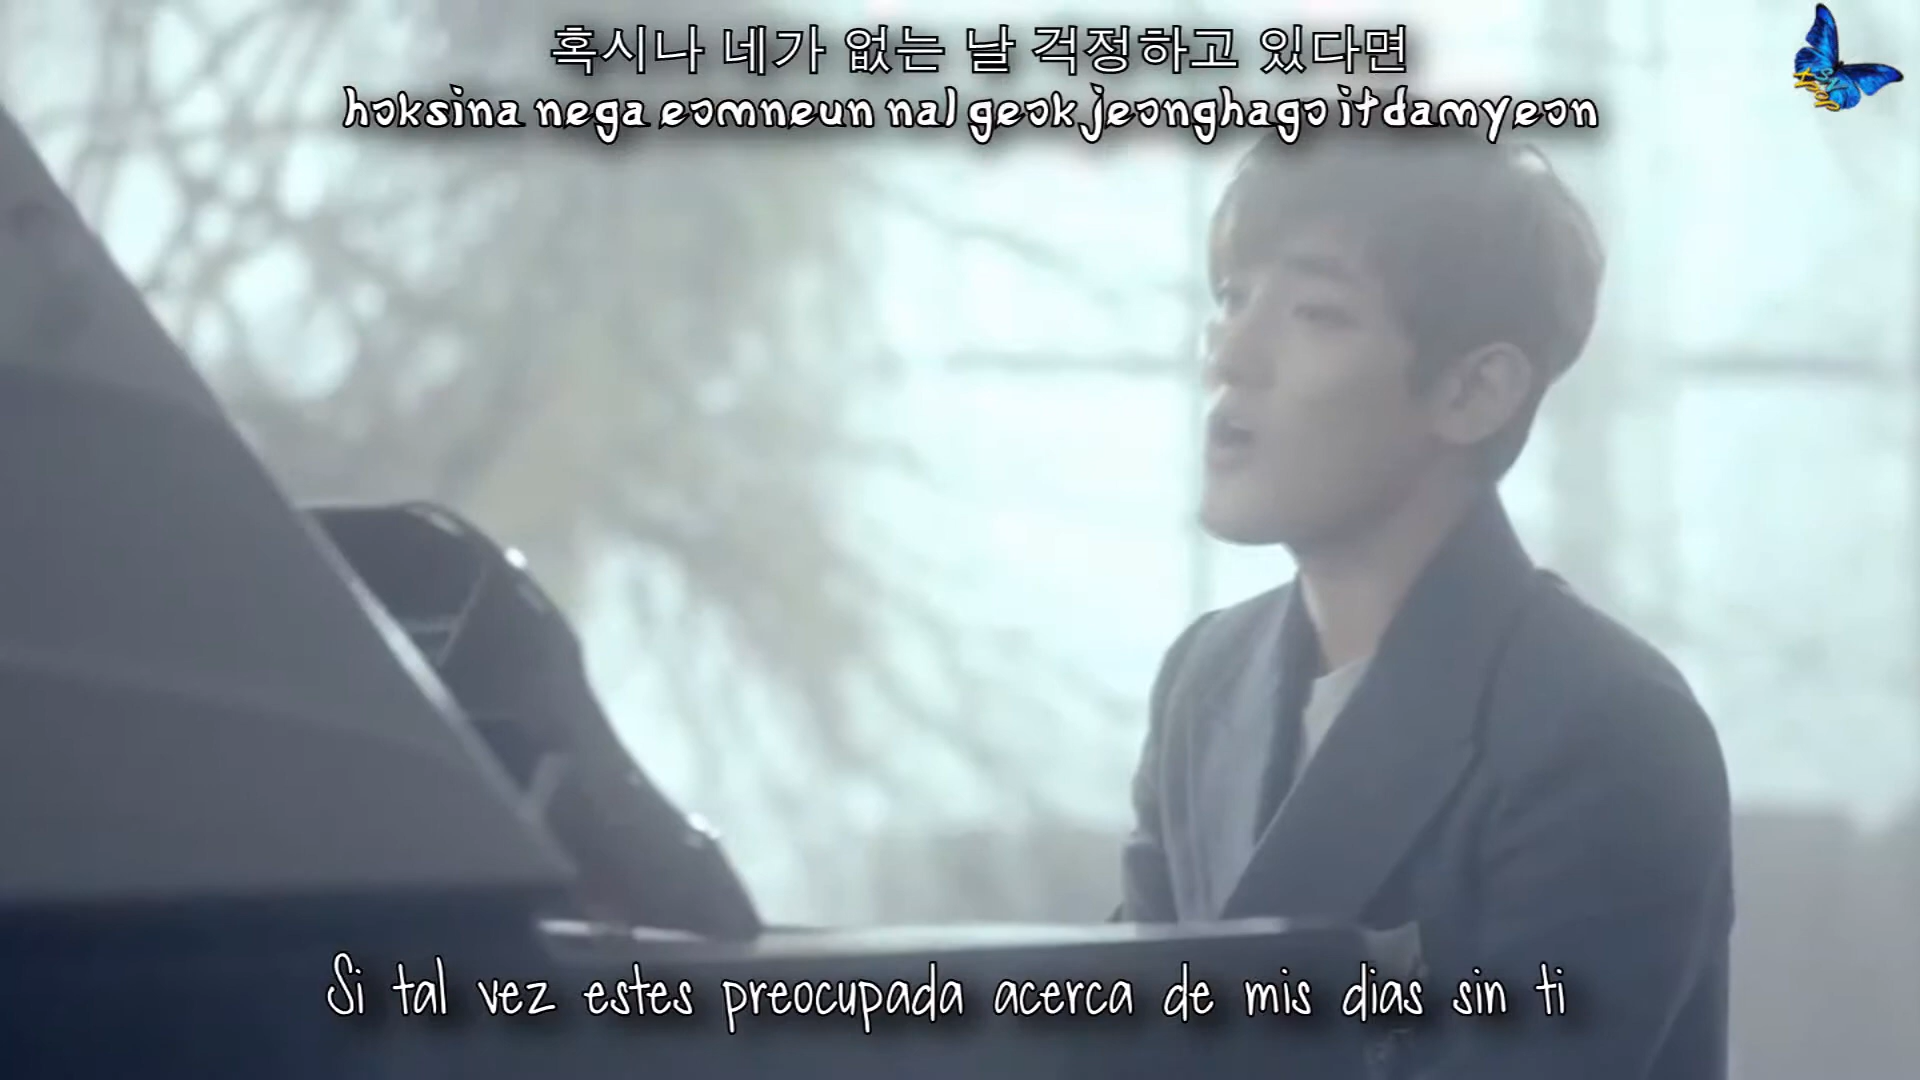 혹시나 네가 없는 날 걱정하고 있다면
hoksina nega eomneun nal geokjeonghago itdamyeon
Si tal vez estes preocupada acerca de mis dias sin ti